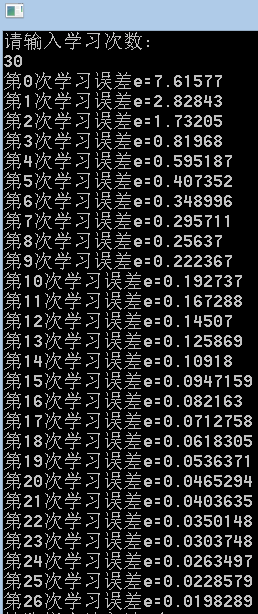 请输入学习次数:
30
第0次学习误差e=7.61577
第1次学习误差e=2.82843
第2次学习误差e=1.73205
第3次学习误差e=0.81968
第4次学习误差e=0.595187
第5次学习误差e=0.407352
第6次学习误差e=0.348996
第7次学习误差e=0.295711
第8次学习误差e=0.25637
第9次学习误差e=0.222367
第10次学习误差e=0.192737
第11次学习误差e=0.167288
第12次学习误差e=0.14507
第13次学习误差e=0.125869
第14次学习误差e=0.10918
第15次学习误差e=0.0947159
第16次学习误差e=0.082163
第17次学习误差e=0.0712758
第18次学习误差e=0.0618305
第19次学习误差e=0.0536371
第20次学习误差e=0.0465294
第21次学习误差e=0.0403635
第22次学习误差e=0.0350148
第23次学习误差e=0.0303748
第24次学习误差e=0.0263497
第25次学习误差e=0.0228579
第26次学习误差e=0.0198289